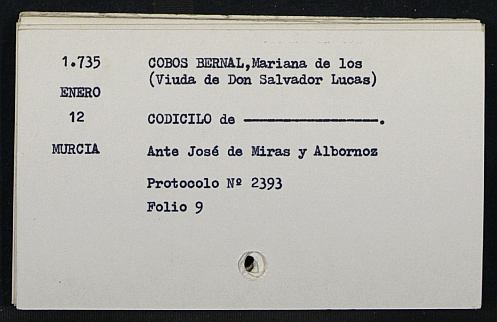 1.735 COBOS BERNAL,Mariana de los
(Viuda de Don Salvador Lucas)
ENERO
12 CODICILO de ——————————.
MURCIA Ante José de Miras y Albornoz
Protocolo Nº 2393
Folio 9